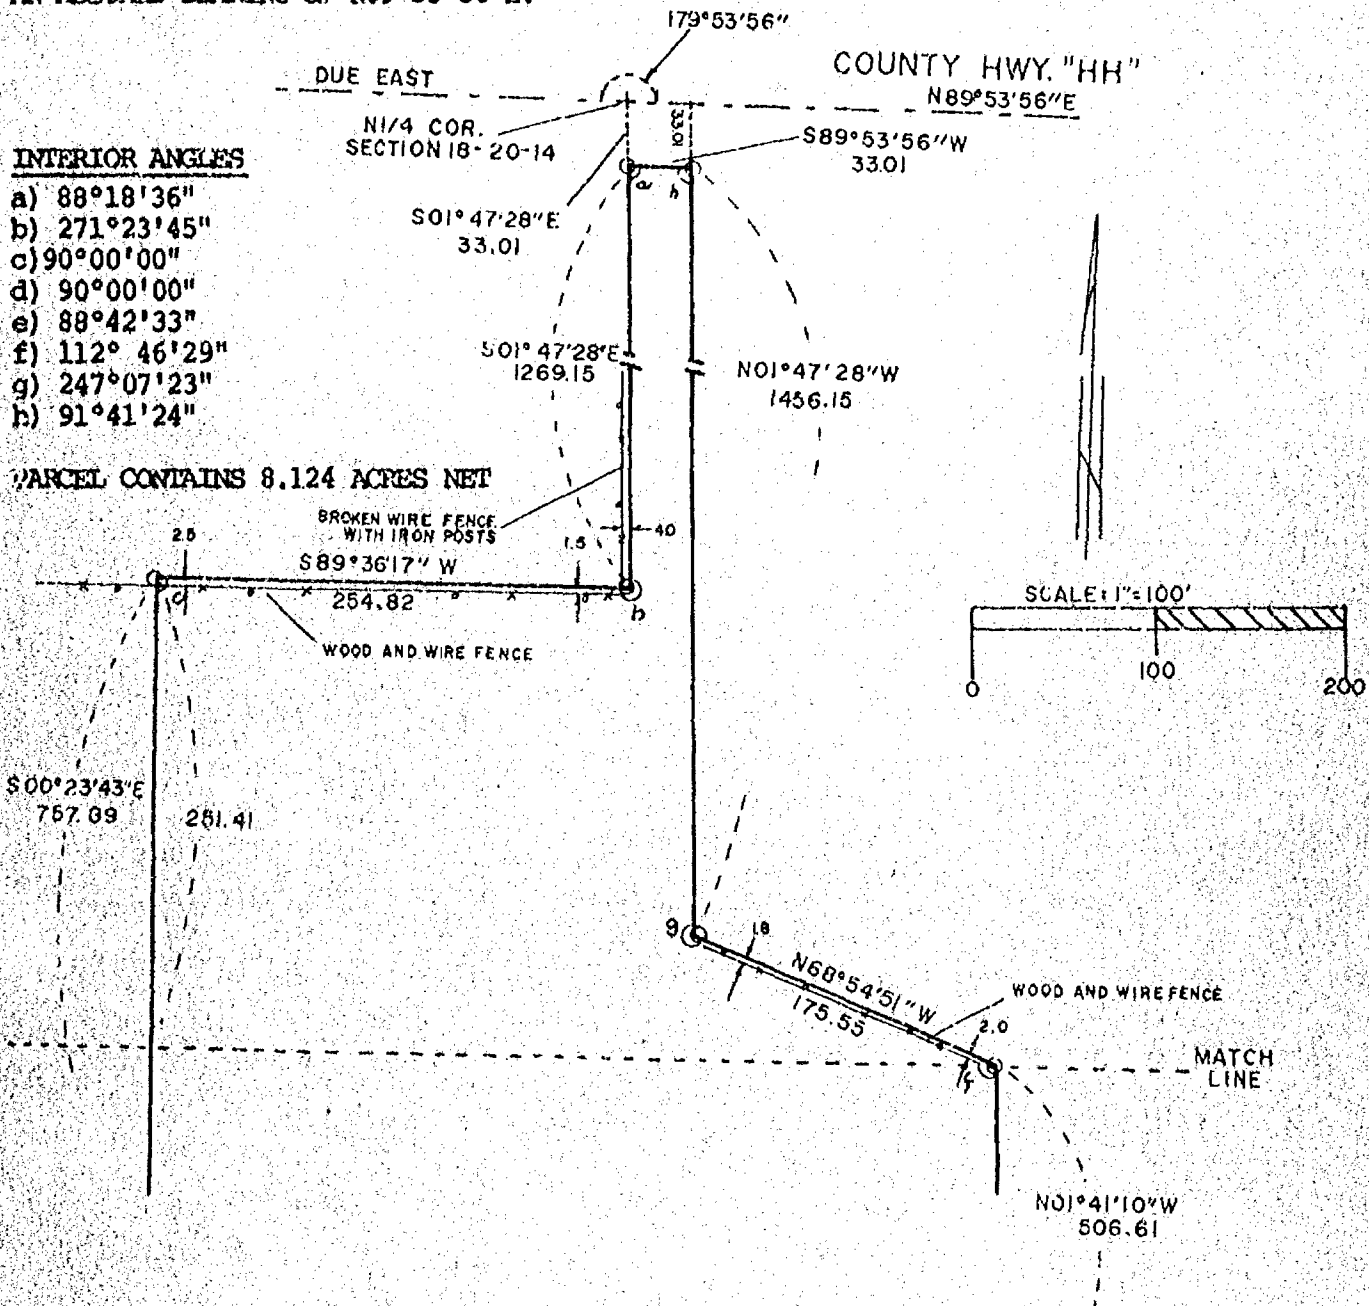 179°53'56"
COUNTY HWY. "HH"
DUE EAST
N89°53'56"E
N1/4 COR.
SECTION 18-20-14
33.01
S89°53'56"W
33.01
INTERIOR ANGLES
a) 88°18'36"
b) 271°23'45"
c) 90°00'00"
d) 90°00'00"
e) 88°42'33"
f) 112° 46'29"
g) 247°07'23"
h) 91°41'24"
a
h
S01°47'28"E
33.01
S01°47'28"E
1269.15
N01°47'28"W
1456.15
PARCEL CONTAINS 8.124 ACRES NET
BROKEN WIRE FENCE
WITH IRON POSTS
40
2.5
1.5
S89°36'17" W
254.82
c
b
WOOD AND WIRE FENCE
SCALE: 1"=100'
0
100
200
S00°23'43"E
757.09
251.41
g
1.8
N68°54'51"W
175.55
WOOD AND WIRE FENCE
2.0
f
MATCH
LINE
N01°41'10"W
506.61